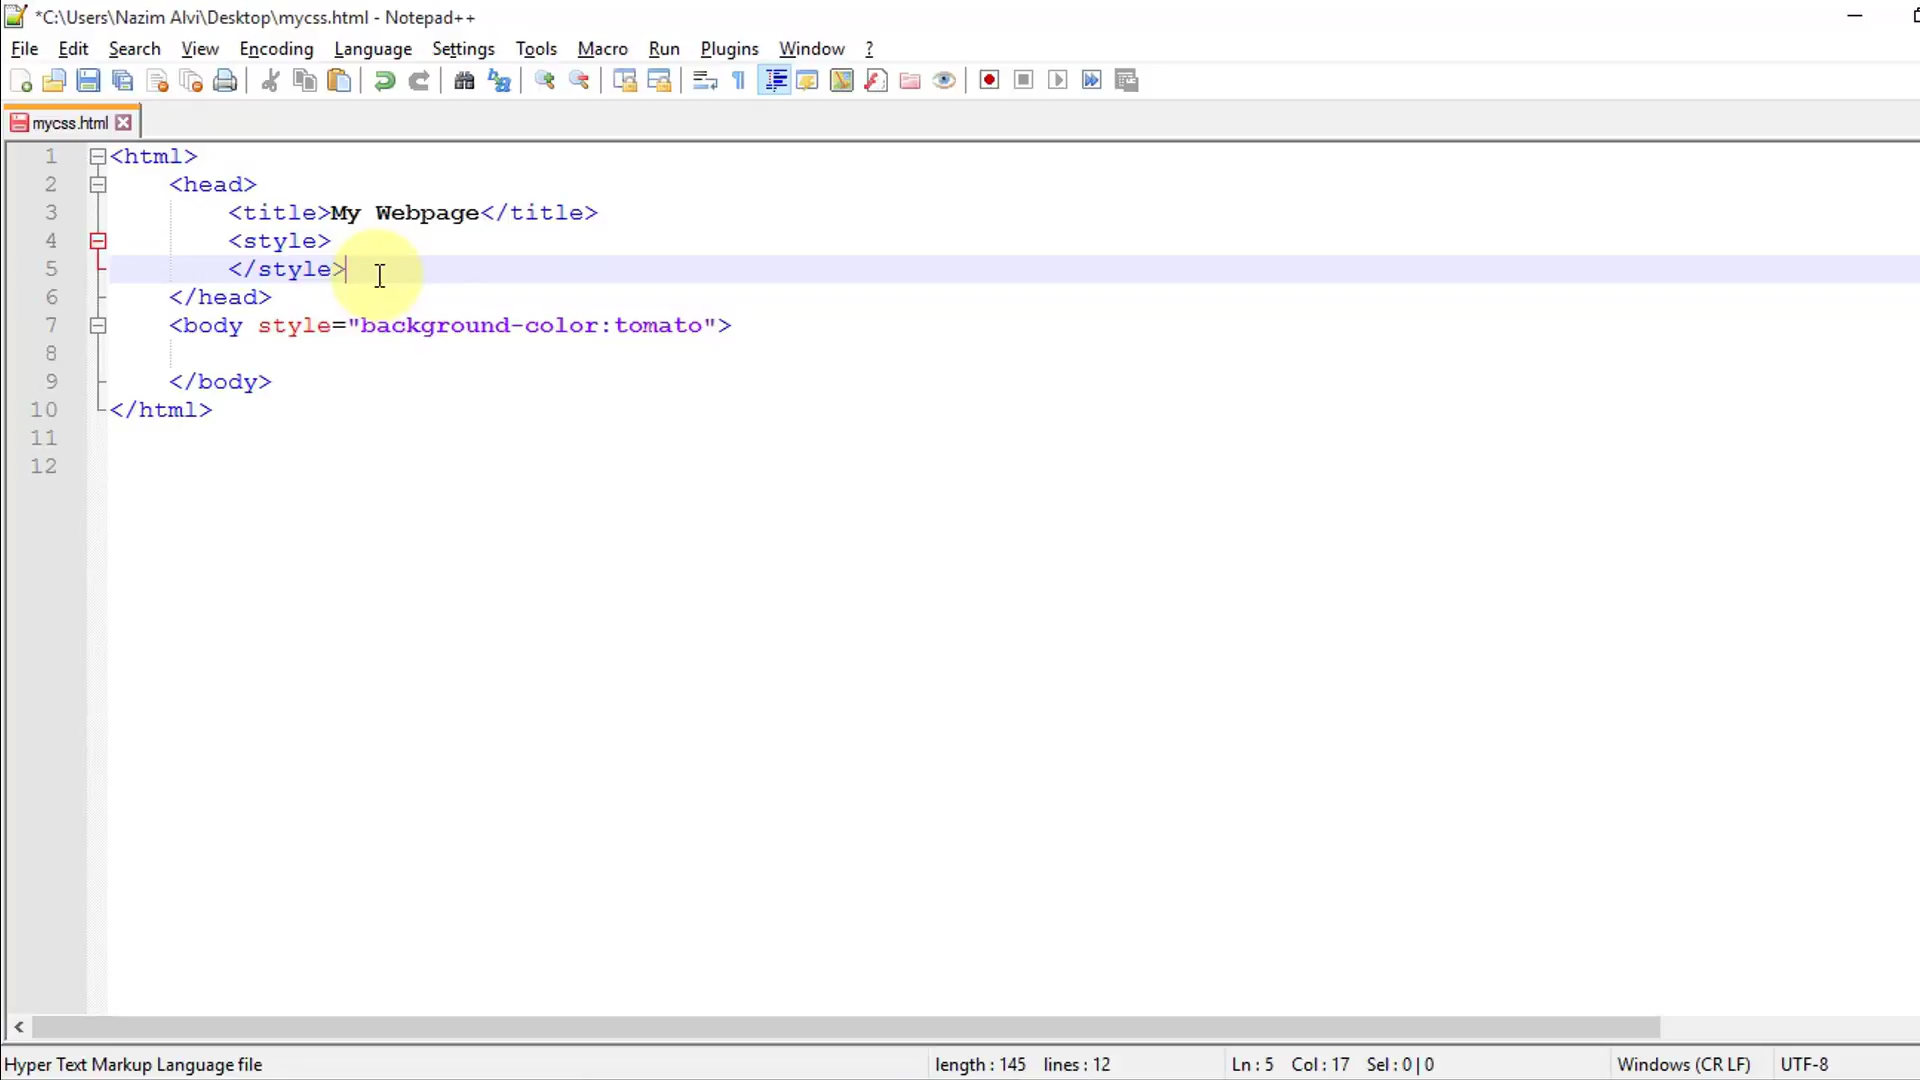 *C:\Users\Nazim Alvi\Desktop\mycss.html - Notepad++
File Edit Search View Encoding Language Settings Tools Macro Run Plugins Window ?
mycss.html
1 <html>
2 <head>
3 <title>My Webpage</title>
4 <style>
5 </style>
6 </head>
7 <body style="background-color:tomato">
8
9 </body>
10 </html>
11
12
Hyper Text Markup Language file length : 145 lines : 12 Ln : 5 Col : 17 Sel : 0 | 0 Windows (CR LF) UTF-8